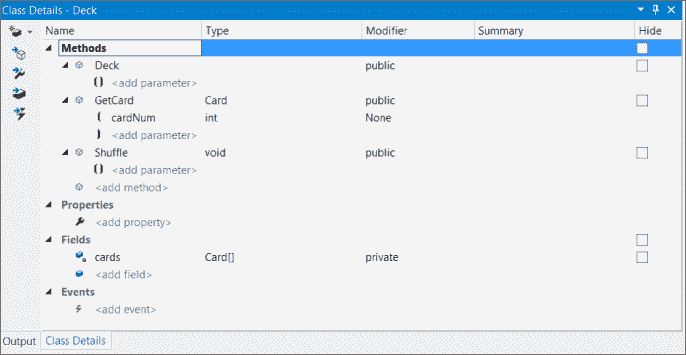 Class Details - Deck
Name Type Modifier Summary Hide
Methods
Deck public
<add parameter>
GetCard Card public
( cardNum int None
) <add parameter>
Shuffle void public
() <add parameter>
<add method>
Properties
<add property>
Fields
cards Card[] private
<add field>
Events
<add event>
Output Class Details